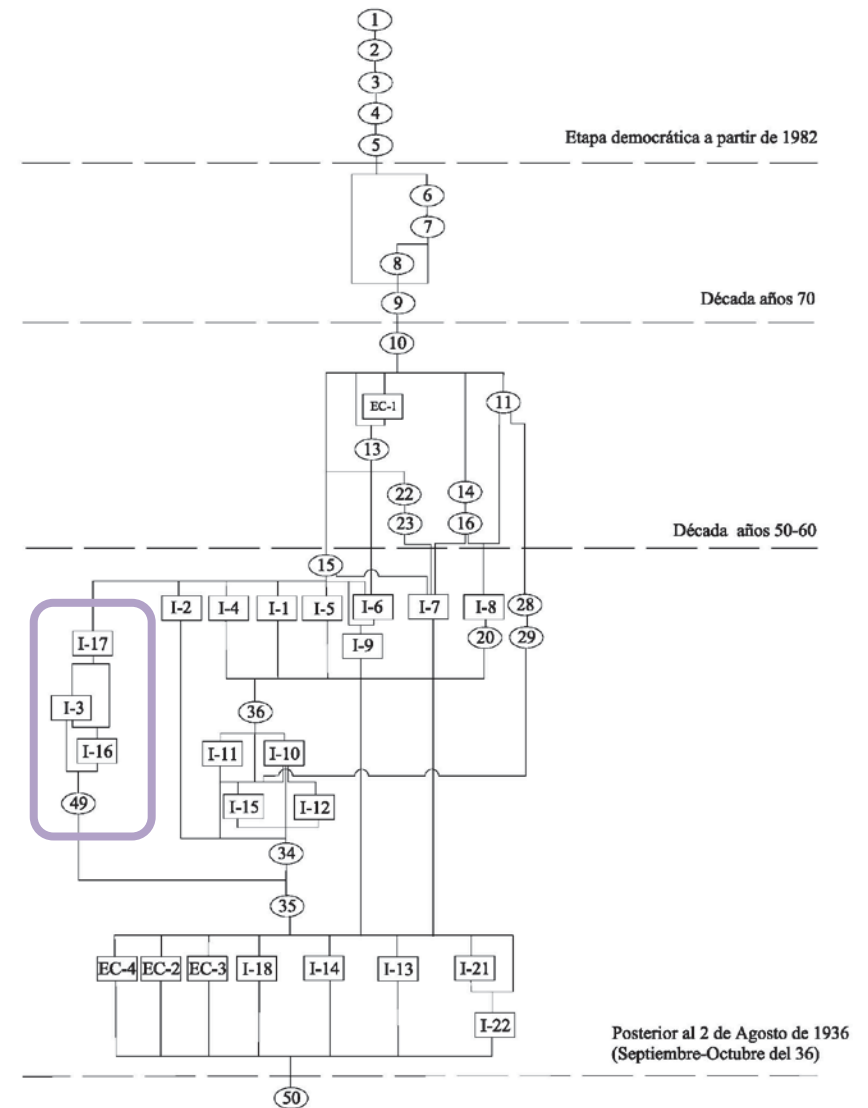 1
2
3
4
5
Etapa democrática a partir de 1982
6
7
8
9
Década años 70
10
EC-1
11
13
22
14
23
16
Década años 50-60
15
I-2
I-4
I-1
I-5
I-6
I-7
I-8
28
I-17
I-9
20
29
I-3
36
I-16
I-11
I-10
49
I-15
I-12
34
35
EC-4
EC-2
EC-3
I-18
I-14
I-13
I-21
I-22
Posterior al 2 de Agosto de 1936
(Septiembre-Octubre del 36)
50